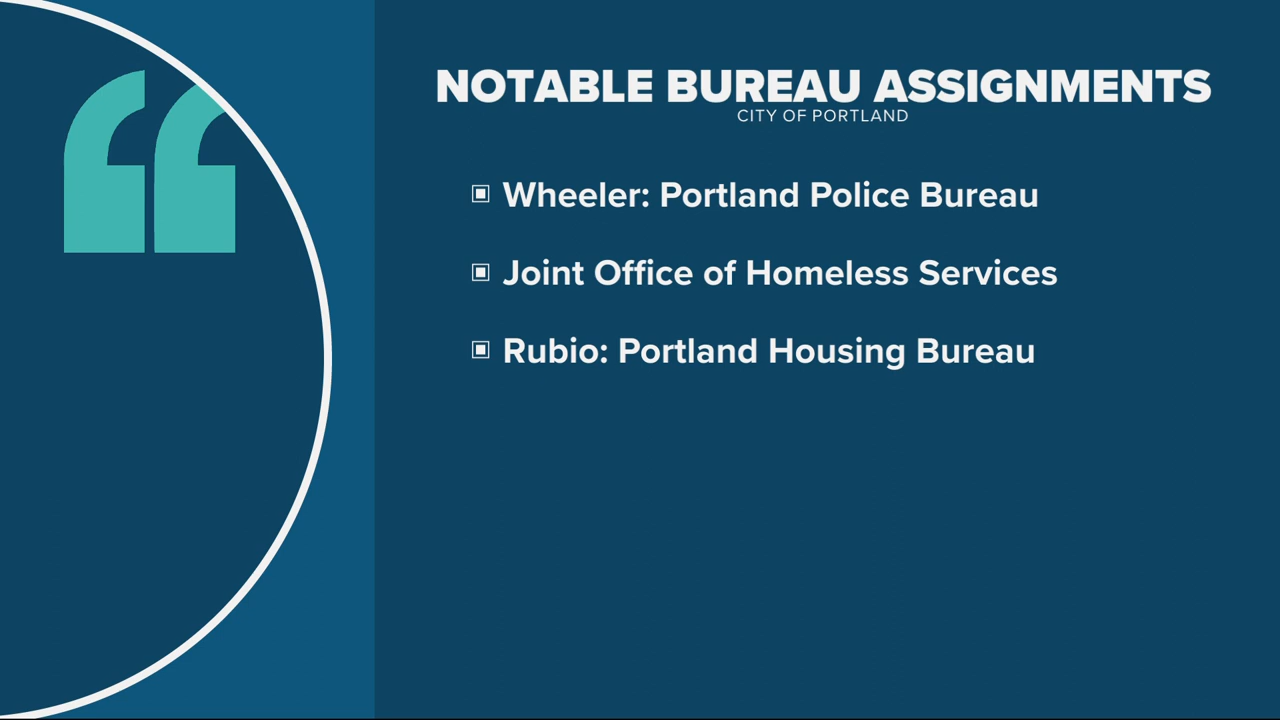 NOTABLE BUREAU ASSIGNMENTS
CITY OF PORTLAND
Wheeler: Portland Police Bureau
Joint Office of Homeless Services
Rubio: Portland Housing Bureau